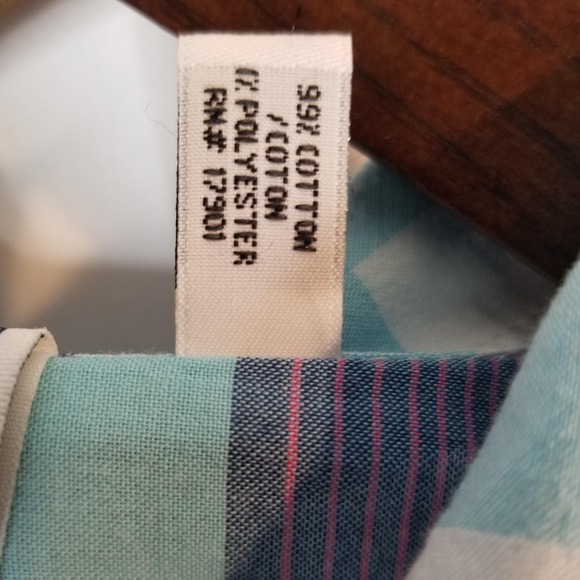 99% COTTON
/COTON
1% POLYESTER
RN# 17901